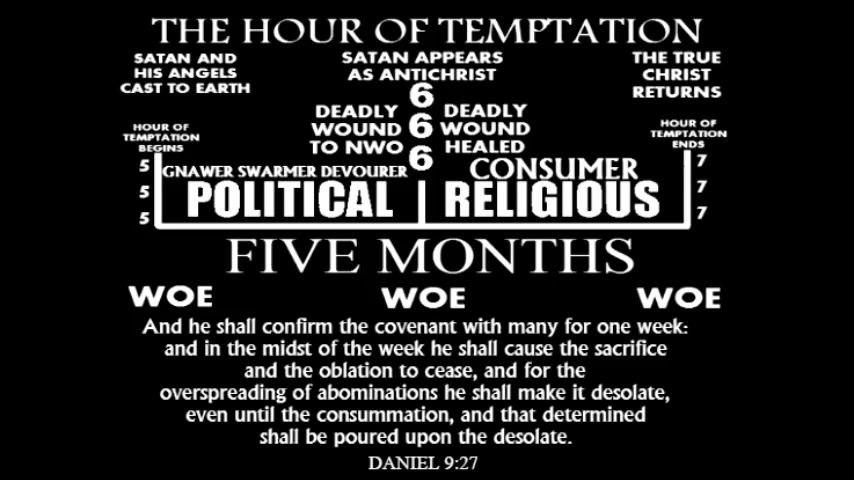 THE HOUR OF TEMPTATION
SATAN AND
HIS ANGELS
CAST TO EARTH
SATAN APPEARS
AS ANTICHRIST
THE TRUE
CHRIST
RETURNS
6
6
6
DEADLY
WOUND
TO NWO
DEADLY
WOUND
HEALED
HOUR OF
TEMPTATION
BEGINS
HOUR OF
TEMPTATION
ENDS
5
5
5
GNAWER SWARMER DEVOURER
POLITICAL
CONSUMER
RELIGIOUS
7
7
7
FIVE MONTHS
WOE WOE WOE
And he shall confirm the covenant with many for one week:
and in the midst of the week he shall cause the sacrifice
and the oblation to cease, and for the
overspreading of abominations he shall make it desolate,
even until the consummation, and that determined
shall be poured upon the desolate.
DANIEL 9:27